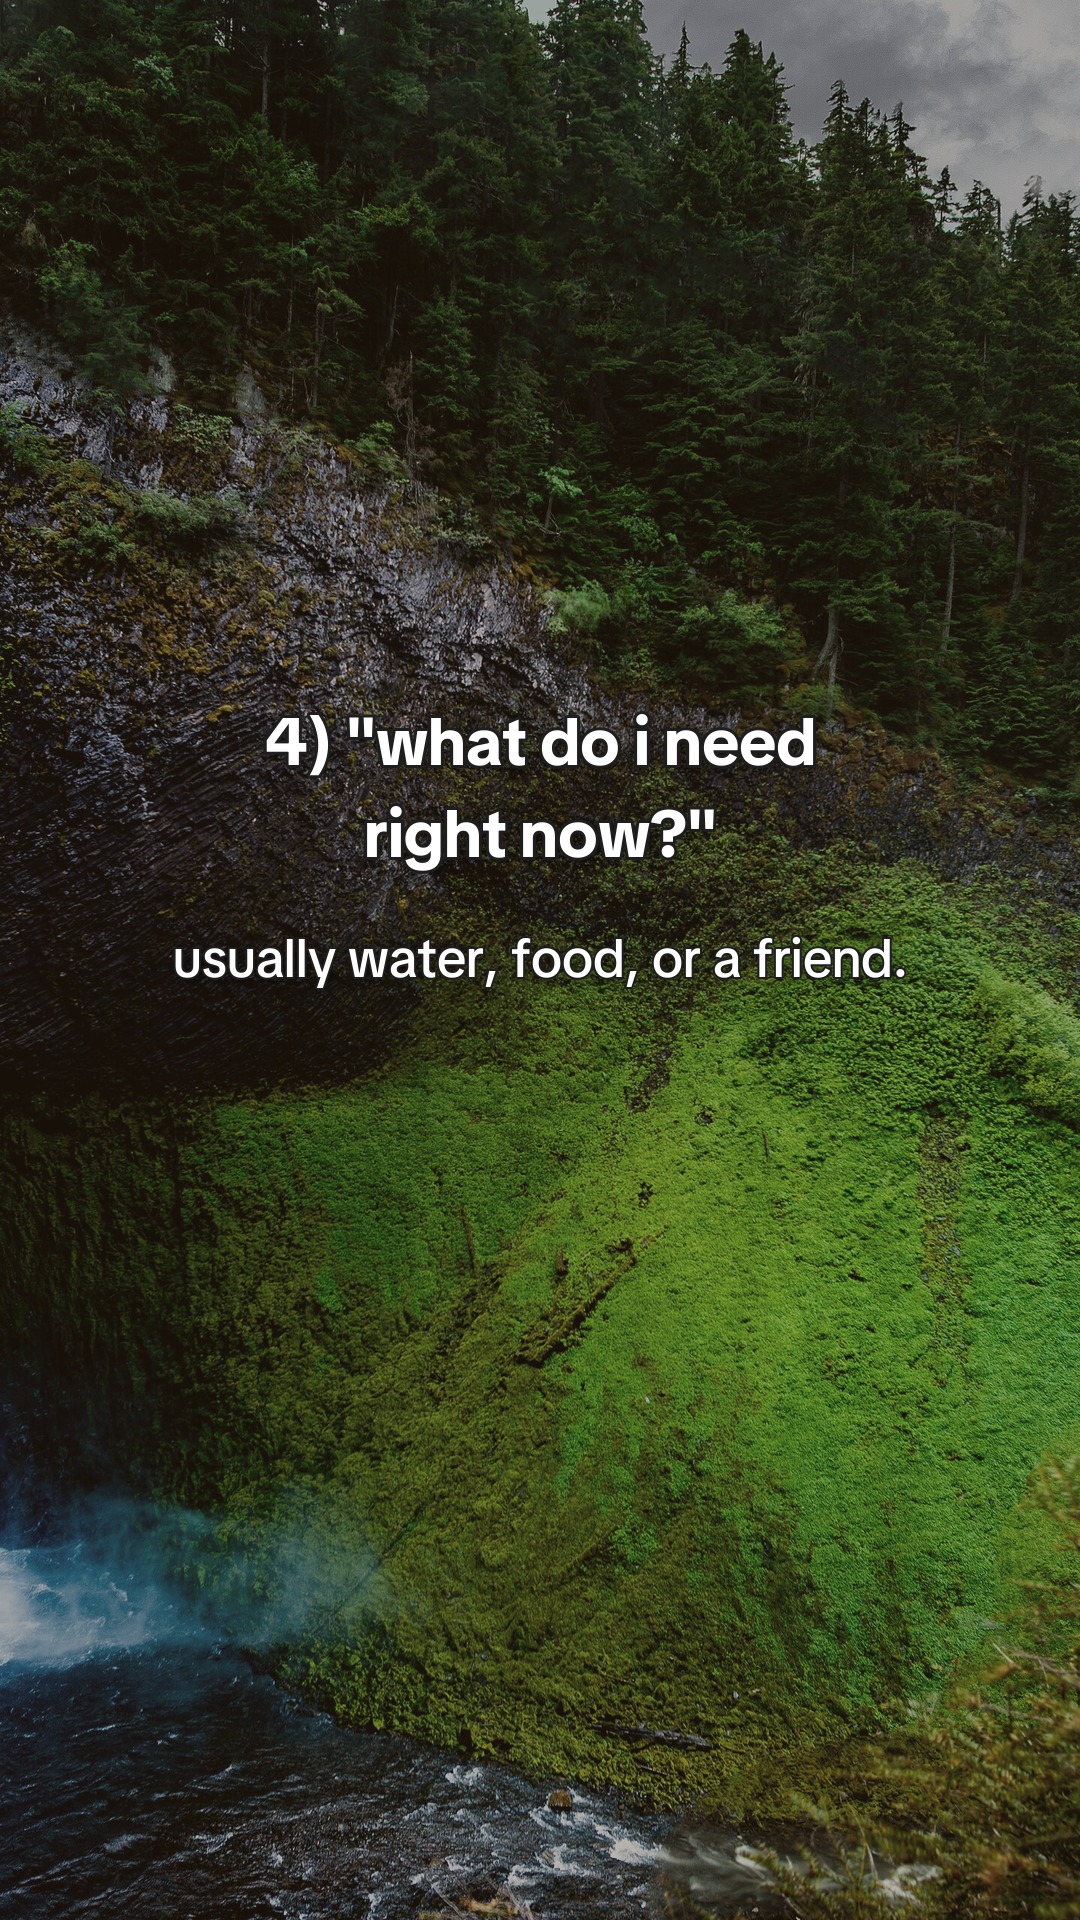 4) "what do i need
right now?"
usually water, food, or a friend.